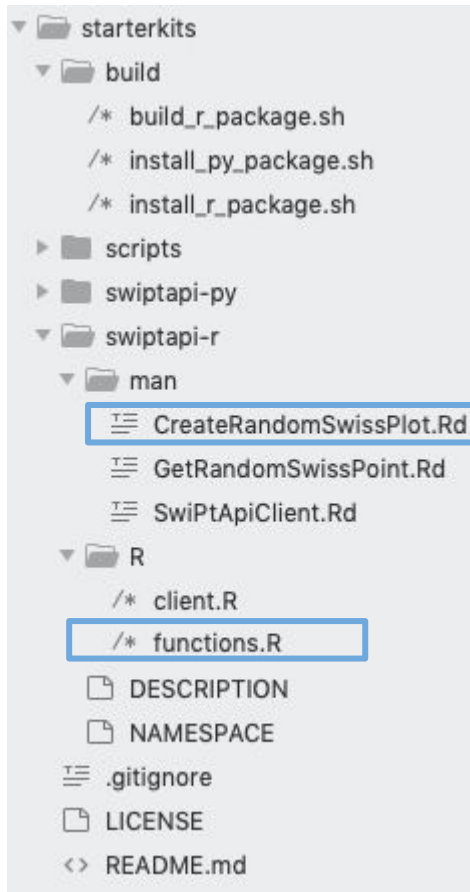 starterkits
build
/* build_r_package.sh
/* install_py_package.sh
/* install_r_package.sh
scripts
swiptapi-py
swiptapi-r
man
CreateRandomSwissPlot.Rd
GetRandomSwissPoint.Rd
SwiPtApiClient.Rd
R
/* client.R
/* functions.R
DESCRIPTION
NAMESPACE
.gitignore
LICENSE
<> README.md